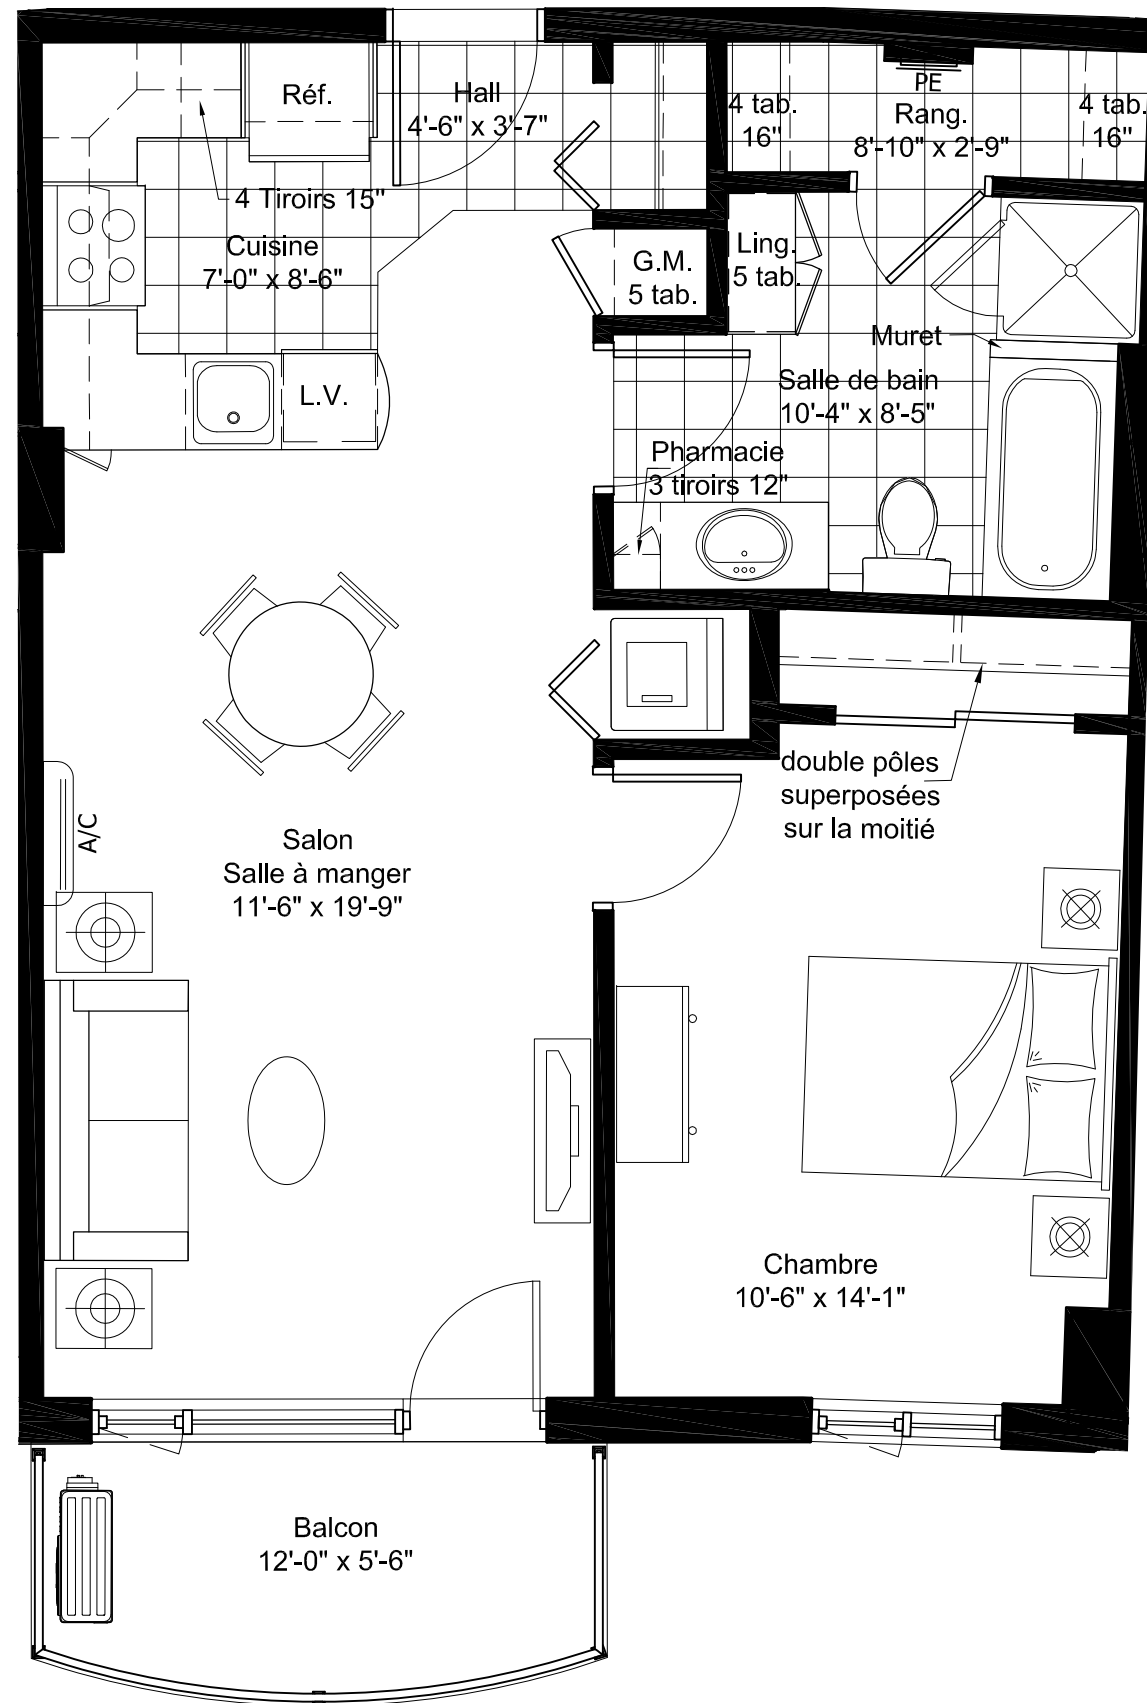 Réf.
Hall
4'-6" x 3'-7"
4 tab.
16"
PE
Rang.
8'-10" x 2'-9"
4 tab.
16"
4 Tiroirs 15"
Cuisine
7'-0" x 8'-6"
G.M.
5 tab.
Ling.
5 tab.
Muret
L.V.
Salle de bain
10'-4" x 8'-5"
Pharmacie
3 tiroirs 12"
double pôles
superposées
sur la moitié
A/C
Salon
Salle à manger
11'-6" x 19'-9"
Chambre
10'-6" x 14'-1"
Balcon
12'-0" x 5'-6"